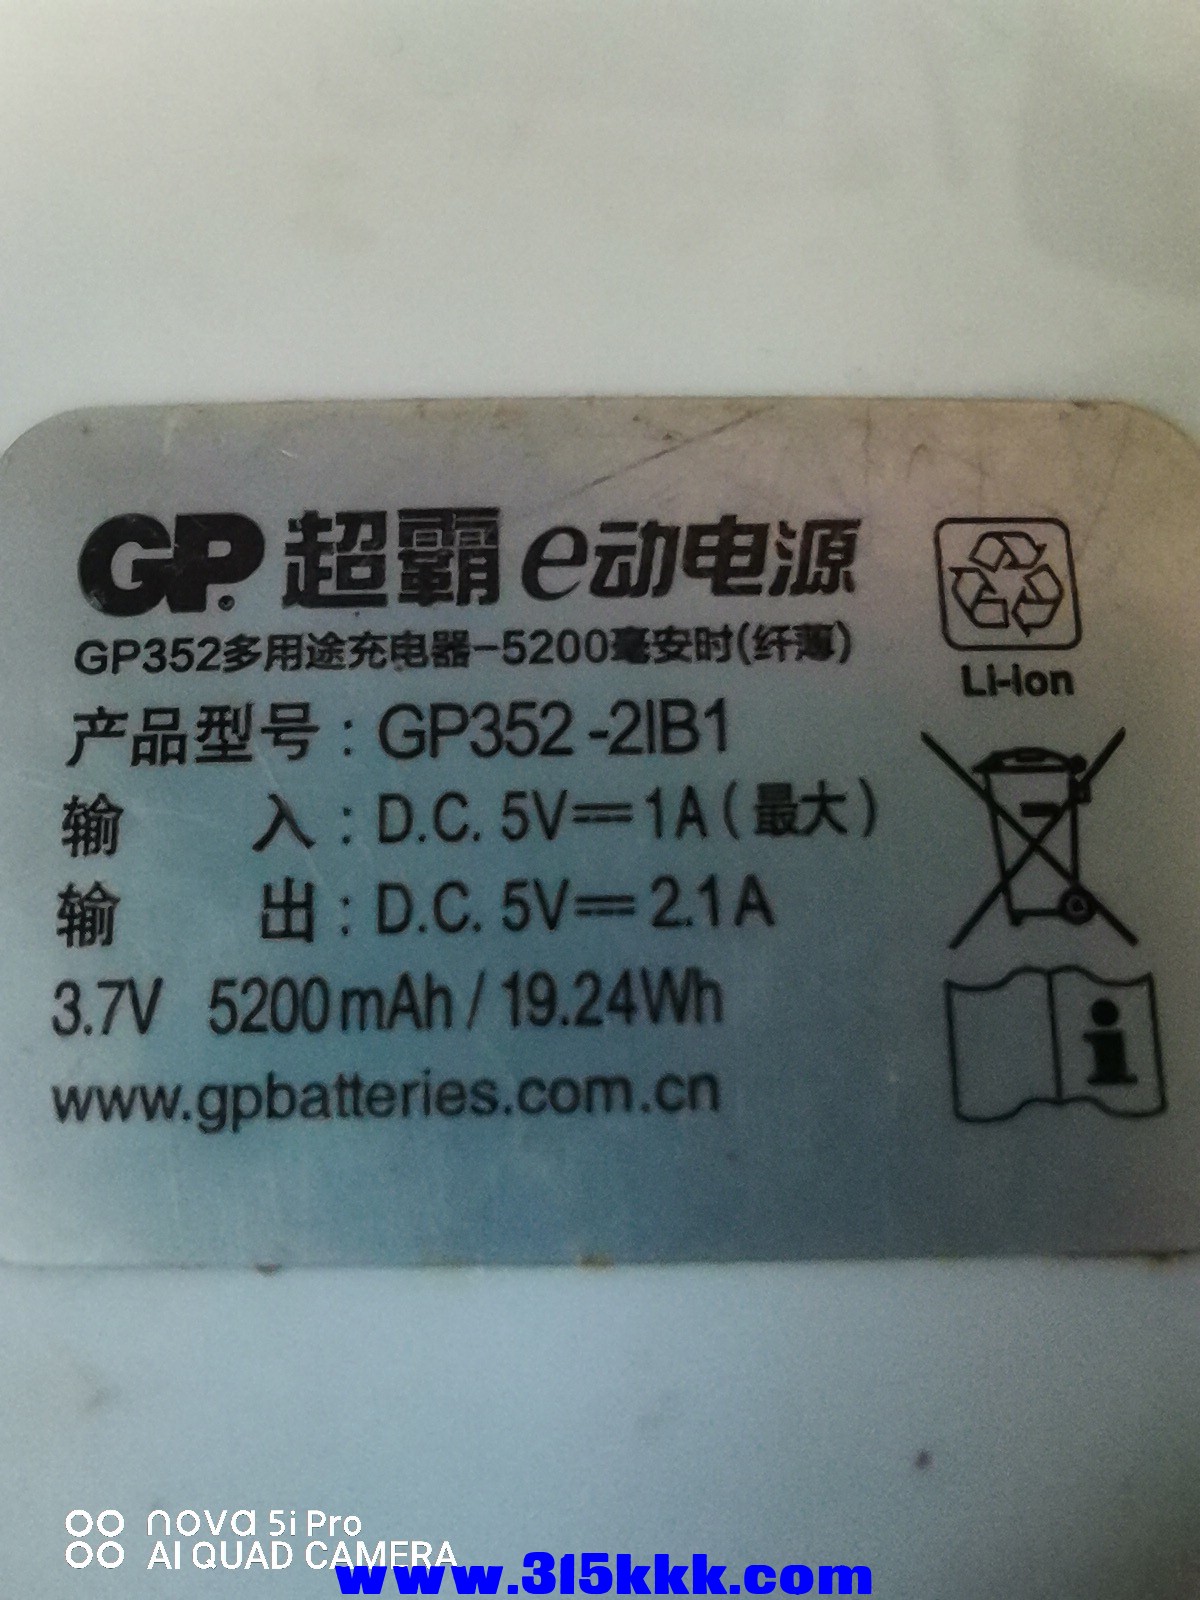 GP® 超霸 e动电源
GP352多用途充电器-5200毫安时(纤薄)
产品型号：GP352-2IB1
输入：D.C. 5V⎓1A(最大)
输出：D.C. 5V⎓2.1A
3.7V 5200mAh/19.24Wh
www.gpbatteries.com.cn
Li-ion
nova 5i Pro
AI QUAD CAMERA
www.315kkk.com